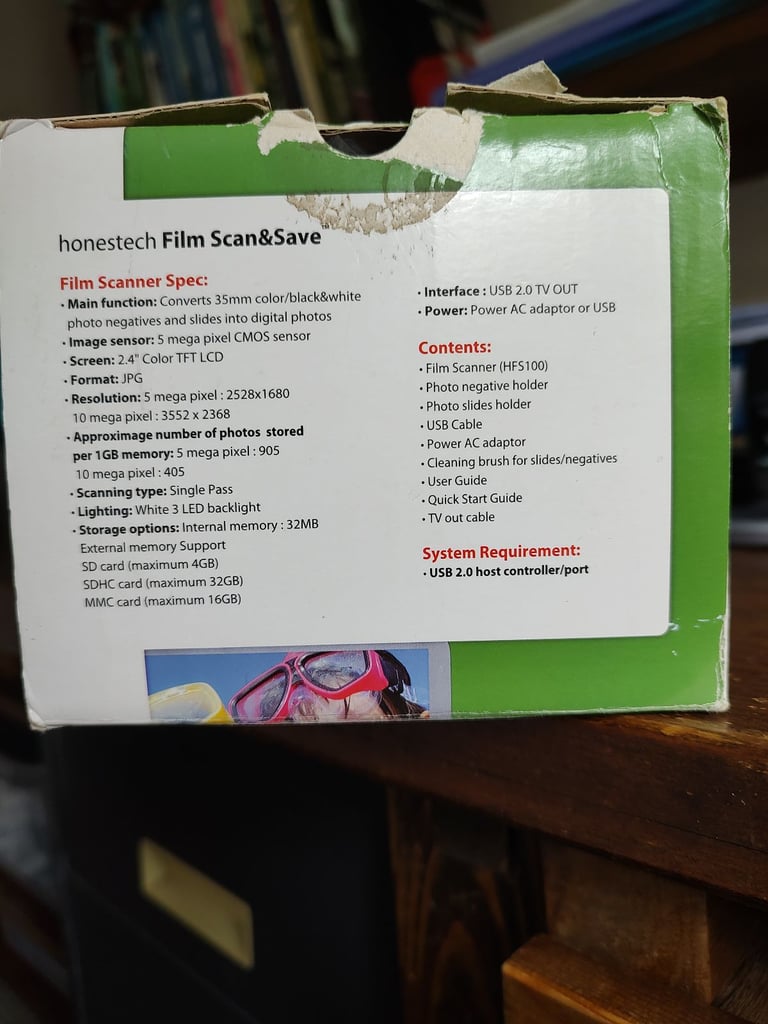 honestech Film Scan&Save
Film Scanner Spec:
• Main function: Converts 35mm color/black&white
photo negatives and slides into digital photos
• Image sensor: 5 mega pixel CMOS sensor
• Screen: 2.4" Color TFT LCD
• Format: JPG
• Resolution: 5 mega pixel : 2528x1680
10 mega pixel : 3552 x 2368
• Approximage number of photos stored
per 1GB memory: 5 mega pixel : 905
10 mega pixel : 405
• Scanning type: Single Pass
• Lighting: White 3 LED backlight
• Storage options: Internal memory : 32MB
External memory Support
SD card (maximum 4GB)
SDHC card (maximum 32GB)
MMC card (maximum 16GB)
• Interface : USB 2.0 TV OUT
• Power: Power AC adaptor or USB
Contents:
• Film Scanner (HFS100)
• Photo negative holder
• Photo slides holder
• USB Cable
• Power AC adaptor
• Cleaning brush for slides/negatives
• User Guide
• Quick Start Guide
• TV out cable
System Requirement:
• USB 2.0 host controller/port